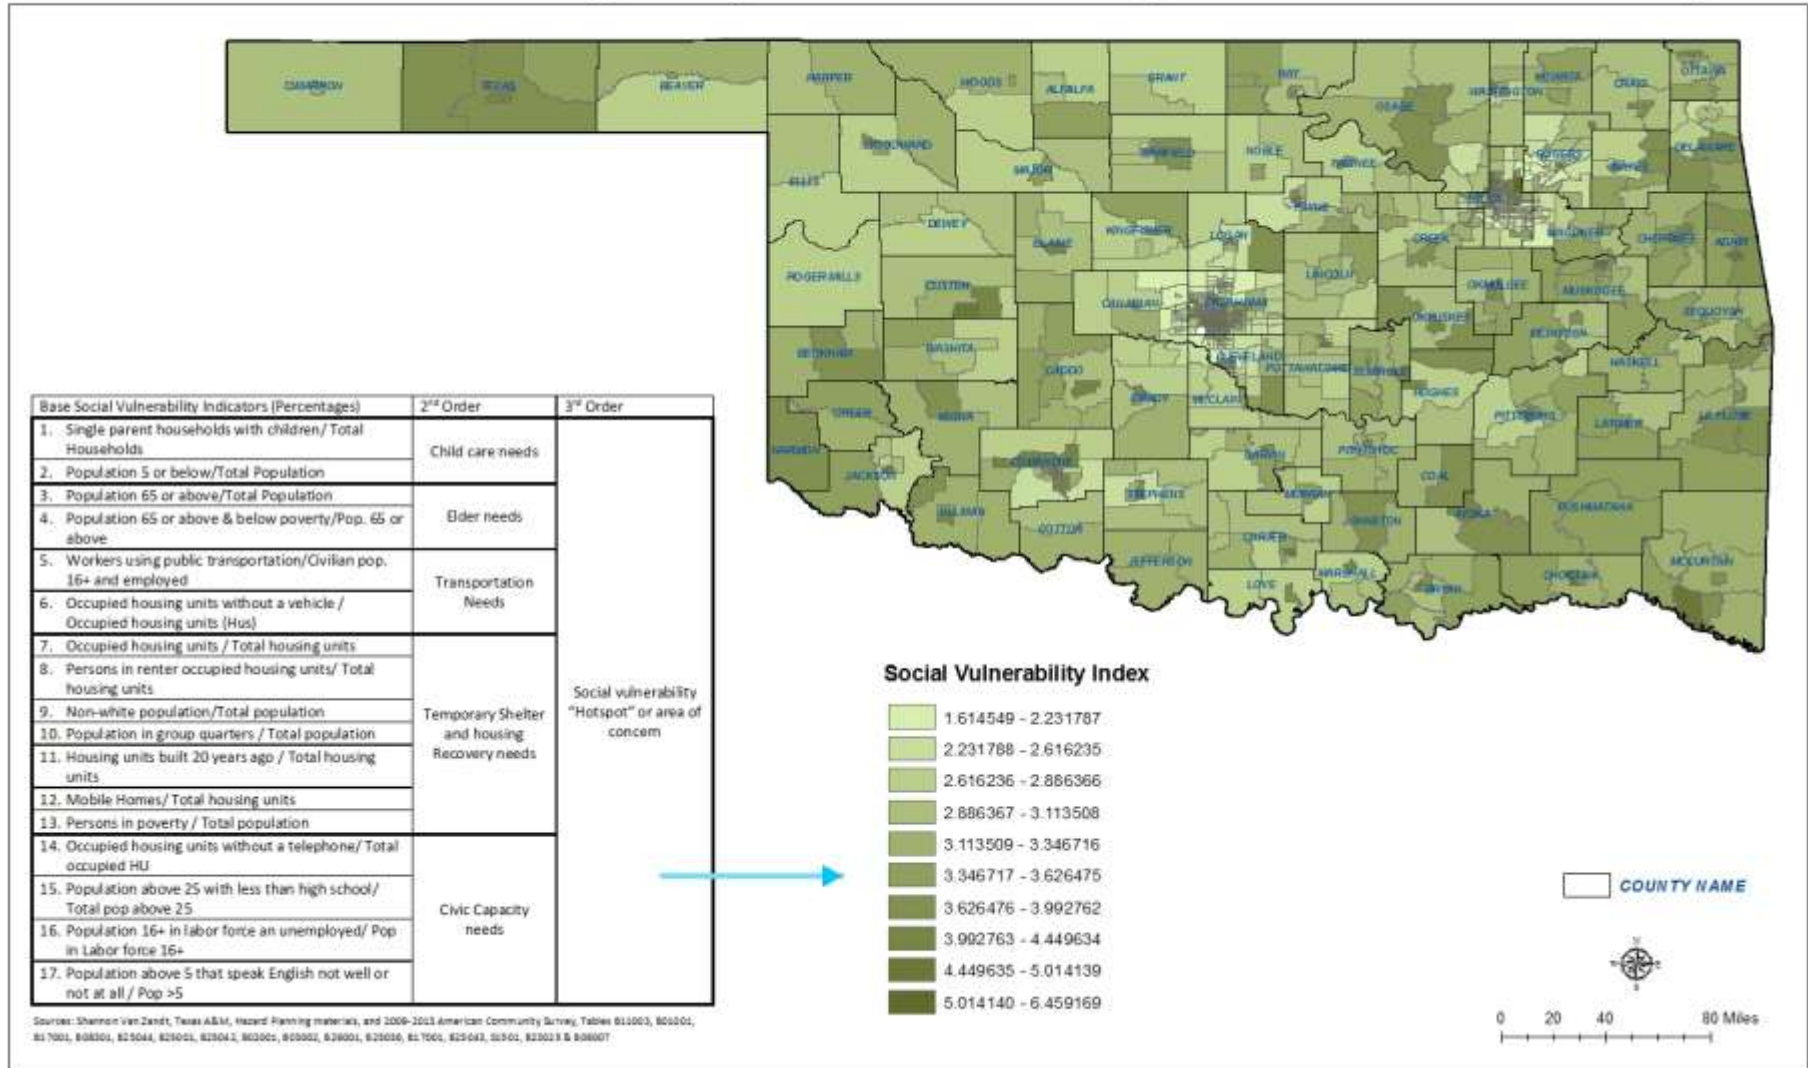 CIMARRON
TEXAS
BEAVER
HARPER
WOODS
ALFALFA
GRANT
KAY
OSAGE
WASHINGTON
NOWATA
CRAIG
OTTAWA
ELLIS
WOODWARD
MAJOR
GARFIELD
NOBLE
PAWNEE
ROGERS
MAYES
DELAWARE
DEWEY
BLAINE
KINGFISHER
LOGAN
PAYNE
CREEK
WAGONER
CHEROKEE
ADAIR
ROGER MILLS
CUSTER
CANADIAN
LINCOLN
OKMULGEE
MUSKOGEE
SEQUOYAH
BECKHAM
WASHITA
CADDO
CLEVELAND
POTTAWATOMIE
SEMINOLE
OKFUSKEE
HASKELL
GREER
KIOWA
GRADY
MCCLAIN
HUGHES
PITTSBURG
LATIMER
HARMON
JACKSON
COMANCHE
STEPHENS
GARVIN
PONTOTOC
COAL
TILLMAN
COTTON
JEFFERSON
CARTER
JOHNSTON
PUSHMATAHA
LOVE
MARSHALL
BRYAN
CHOCTAW
MCCURTAIN
Base Social Vulnerability Indicators (Percentages)
2nd Order
3rd Order
1. Single parent households with children/ Total
Households
2. Population 5 or below/Total Population
Child care needs
3. Population 65 or above/Total Population
4. Population 65 or above & below poverty/Pop. 65 or
above
Elder needs
5. Workers using public transportation/Civilian pop.
16+ and employed
6. Occupied housing units without a vehicle /
Occupied housing units (Hus)
Transportation
Needs
7. Occupied housing units / Total housing units
8. Persons in renter occupied housing units/ Total
housing units
9. Non-white population/Total population
10. Population in group quarters / Total population
11. Housing units built 20 years ago / Total housing
units
12. Mobile Homes/ Total housing units
13. Persons in poverty / Total population
Temporary Shelter
and housing
Recovery needs
14. Occupied housing units without a telephone/ Total
occupied HU
15. Population above 25 with less than high school/
Total pop above 25
16. Population 16+ in labor force an unemployed/ Pop
in Labor force 16+
17. Population above 5 that speak English not well or
not at all / Pop >5
Civic Capacity
needs
Social vulnerability
"Hotspot" or area of
concern
Sources: Shannon Van Zandt, Texas A&M, Hazard Planning materials, and 2009-2013 American Community Survey, Tables
Social Vulnerability Index
1.614549 - 2.231787
2.231788 - 2.616235
2.616236 - 2.886366
2.886367 - 3.113508
3.113509 - 3.346716
3.346717 - 3.626475
3.626476 - 3.992762
3.992763 - 4.449634
4.449635 - 5.014139
5.014140 - 6.459169
COUNTY NAME
0 20 40 80 Miles